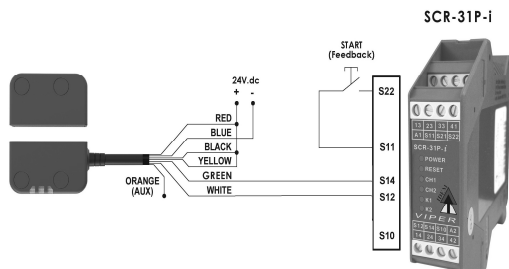 SCR-31P-i
START
(Feedback)
24V.dc
+ -
RED
BLUE
BLACK
YELLOW
GREEN
WHITE
ORANGE
(AUX)
S22
S11
S14
S12
S10
13 23 33 41
A1 S11 S21 S22
SCR-31P-i
POWER
RESET
CH1
CH2
K1
K2
VIPER
S12 S14 S10 A2
14 24 34 42